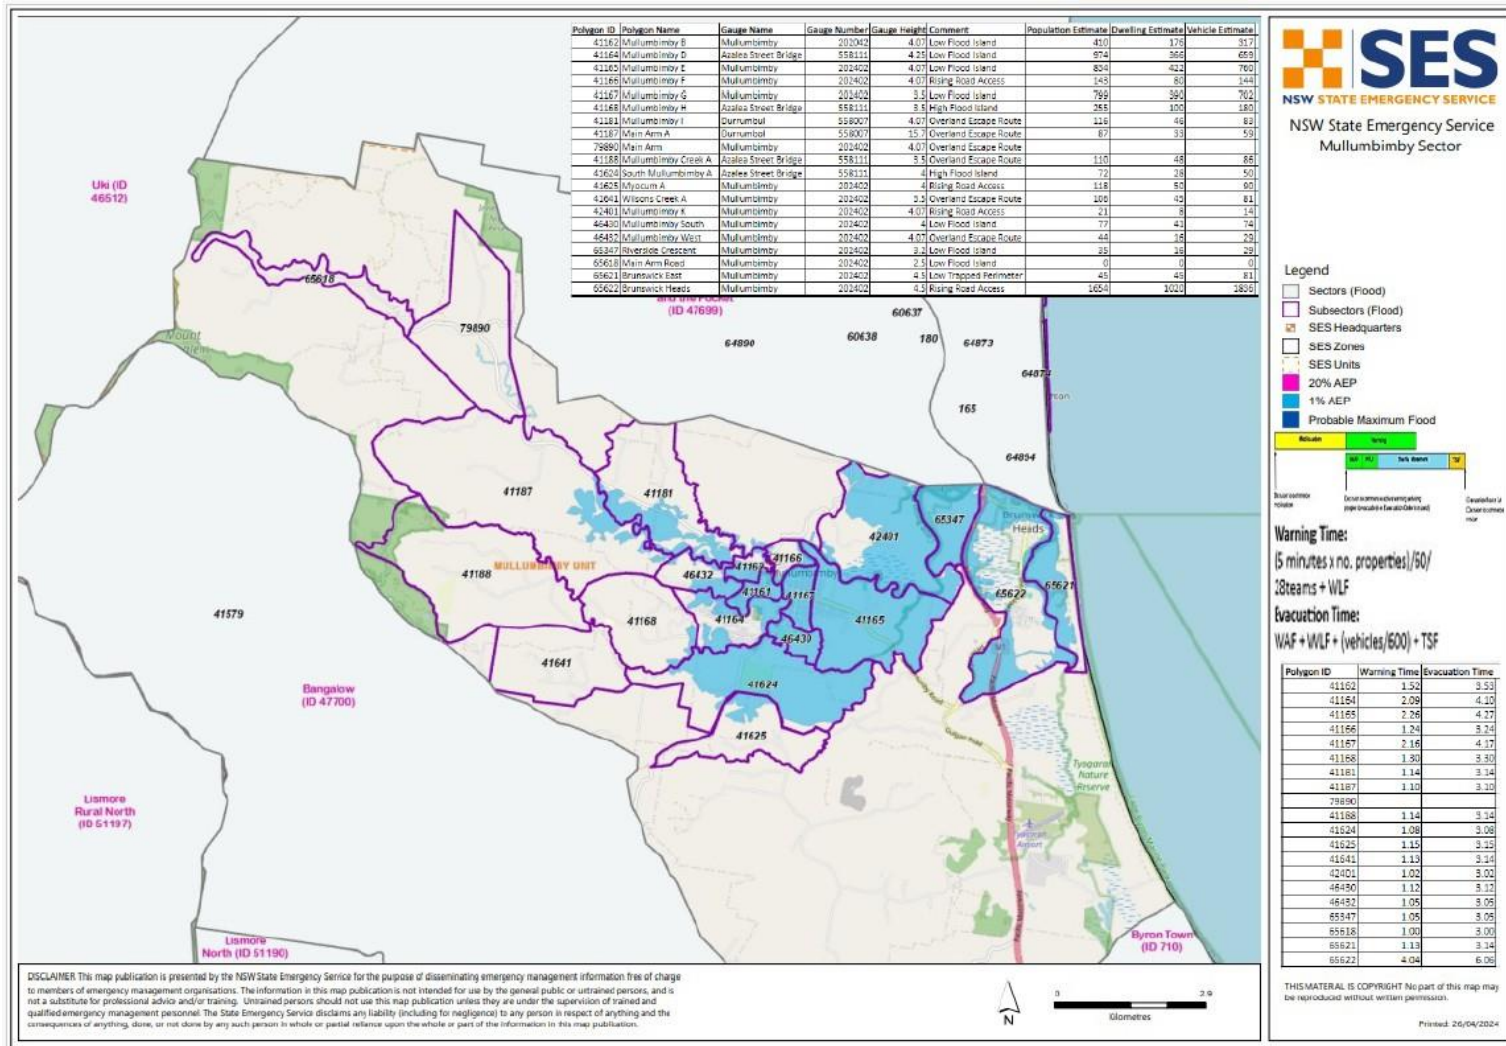 Polygon ID Polygon Name Gauge Name Gauge Number Gauge Height Comment Population Estimate Dwelling Estimate Vehicle Estimate
41162 Mullumbimby B Mullumbimby 202042 4.07 Low Flood Island 410 176 317
41164 Mullumbimby D Azalea Street Bridge 558111 4.25 Low Flood Island 974 366 659
41165 Mullumbimby E Mullumbimby 202402 4.07 Low Flood Island 834 422 760
41166 Mullumbimby F Mullumbimby 202402 4.07 Rising Road Access 143 80 144
41167 Mullumbimby G Mullumbimby 202402 3.5 Low Flood Island 799 390 702
41168 Mullumbimby H Azalea Street Bridge 558111 3.5 High Flood Island 255 100 180
41181 Mullumbimby I Durrumbul 558007 4.07 Overland Escape Route 116 46 83
41187 Main Arm A Durrumbul 558007 15.7 Overland Escape Route 87 33 59
79890 Main Arm Mullumbimby 202402 4.07 Overland Escape Route
41188 Mullumbimby Creek A Azalea Street Bridge 558111 3.5 Overland Escape Route 110 48 86
41624 South Mullumbimby A Azalea Street Bridge 558111 4 High Flood Island 72 28 50
41625 Myocum A Mullumbimby 202402 4 Rising Road Access 118 50 90
41641 Wilsons Creek A Mullumbimby 202402 3.5 Overland Escape Route 106 45 81
42401 Mullumbimby K Mullumbimby 202402 4.07 Rising Road Access 21 8 14
46430 Mullumbimby South Mullumbimby 202402 4 Low Flood Island 77 41 74
46432 Mullumbimby West Mullumbimby 202402 4.07 Overland Escape Route 44 16 29
65347 Riverside Crescent Mullumbimby 202402 3.2 Low Flood Island 35 16 29
65618 Main Arm Road Mullumbimby 202402 2.5 Low Flood Island 0 0 0
65621 Brunswick East Mullumbimby 202402 4.5 Low Trapped Perimeter 45 45 81
65622 Brunswick Heads Mullumbimby 202402 4.5 Rising Road Access 1654 1020 1836
SES
NSW STATE EMERGENCY SERVICE
NSW State Emergency Service
Mullumbimby Sector
Legend
Sectors (Flood)
Subsectors (Flood)
SES Headquarters
SES Zones
SES Units
20% AEP
1% AEP
Probable Maximum Flood
Warning Time:
(5 minutes x no. properties)/60/
28teams + WLF
Evacuation Time:
WAF + WLF + (vehicles/600) + TSF
Polygon ID Warning Time Evacuation Time
41162 1.52 3.53
41164 2.09 4.10
41165 2.26 4.27
41166 1.24 3.24
41167 2.16 4.17
41168 1.30 3.30
41181 1.14 3.14
41187 1.10 3.10
79890
41188 1.14 3.14
41624 1.08 3.08
41625 1.15 3.15
41641 1.13 3.14
42401 1.02 3.02
46430 1.12 3.12
46432 1.05 3.05
65347 1.05 3.05
65618 1.00 3.00
65621 1.13 3.14
65622 4.04 6.06
THIS MATERIAL IS COPYRIGHT No part of this map may
be reproduced without written permission.
Printed: 26/04/2024
Uki (ID
46512)
and the Pocket
(ID 47699)
65618
79890
64890
60637
60638
180
64873
64874
165
64894
Mount
41187
41181
42401
65347
Heads
41188
MULLUMBIMBY UNIT
46432
41162
41166
41161
41167
41165
65622
65621
41579
41168
41164
46430
41641
41624
41625
Bangalow
(ID 47700)
Tyagarah
Nature
Reserve
Airport
Lismore
Rural North
(ID 51197)
Lismore
North (ID 51190)
Byron Town
(ID 710)
DISCLAIMER This map publication is presented by the NSW State Emergency Service for the purpose of disseminating emergency management information free of charge
to members of emergency management organisations. The information in this map publication is not intended for use by the general public or untrained persons, and is
not a substitute for professional advice and/or training. Untrained persons should not use this map publication unless they are under the supervision of trained and
qualified emergency management personnel. The State Emergency Service disclaims any liability (including for negligence) to any person in respect of anything and the
consequences of anything, done, or not done by any such person in whole or partial reliance upon the whole or part of the information in this map publication.
N
0 2.9
Kilometres